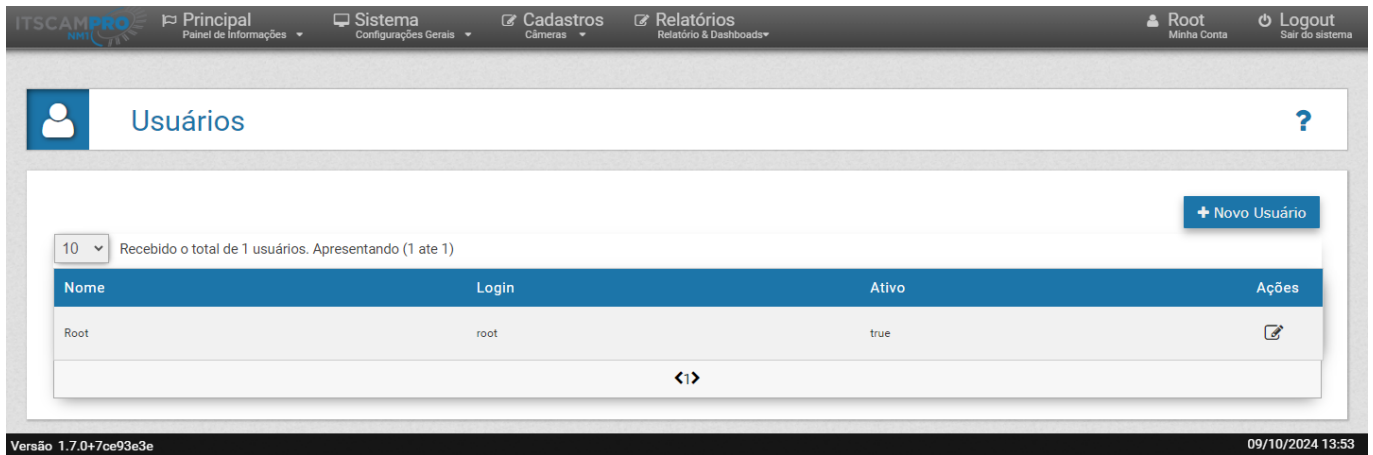 ITSCAMPRO
NM1
Principal
Painel de Informações
Sistema
Configurações Gerais
Cadastros
Câmeras
Relatórios
Relatório & Dashboads
Root
Minha Conta
Logout
Sair do sistema
Usuários
?
Novo Usuário
10 Recebido o total de 1 usuários. Apresentando (1 ate 1)
Nome Login Ativo Ações
Root root true
1
Versão 1.7.0+7ce93e3e 09/10/2024 13:53